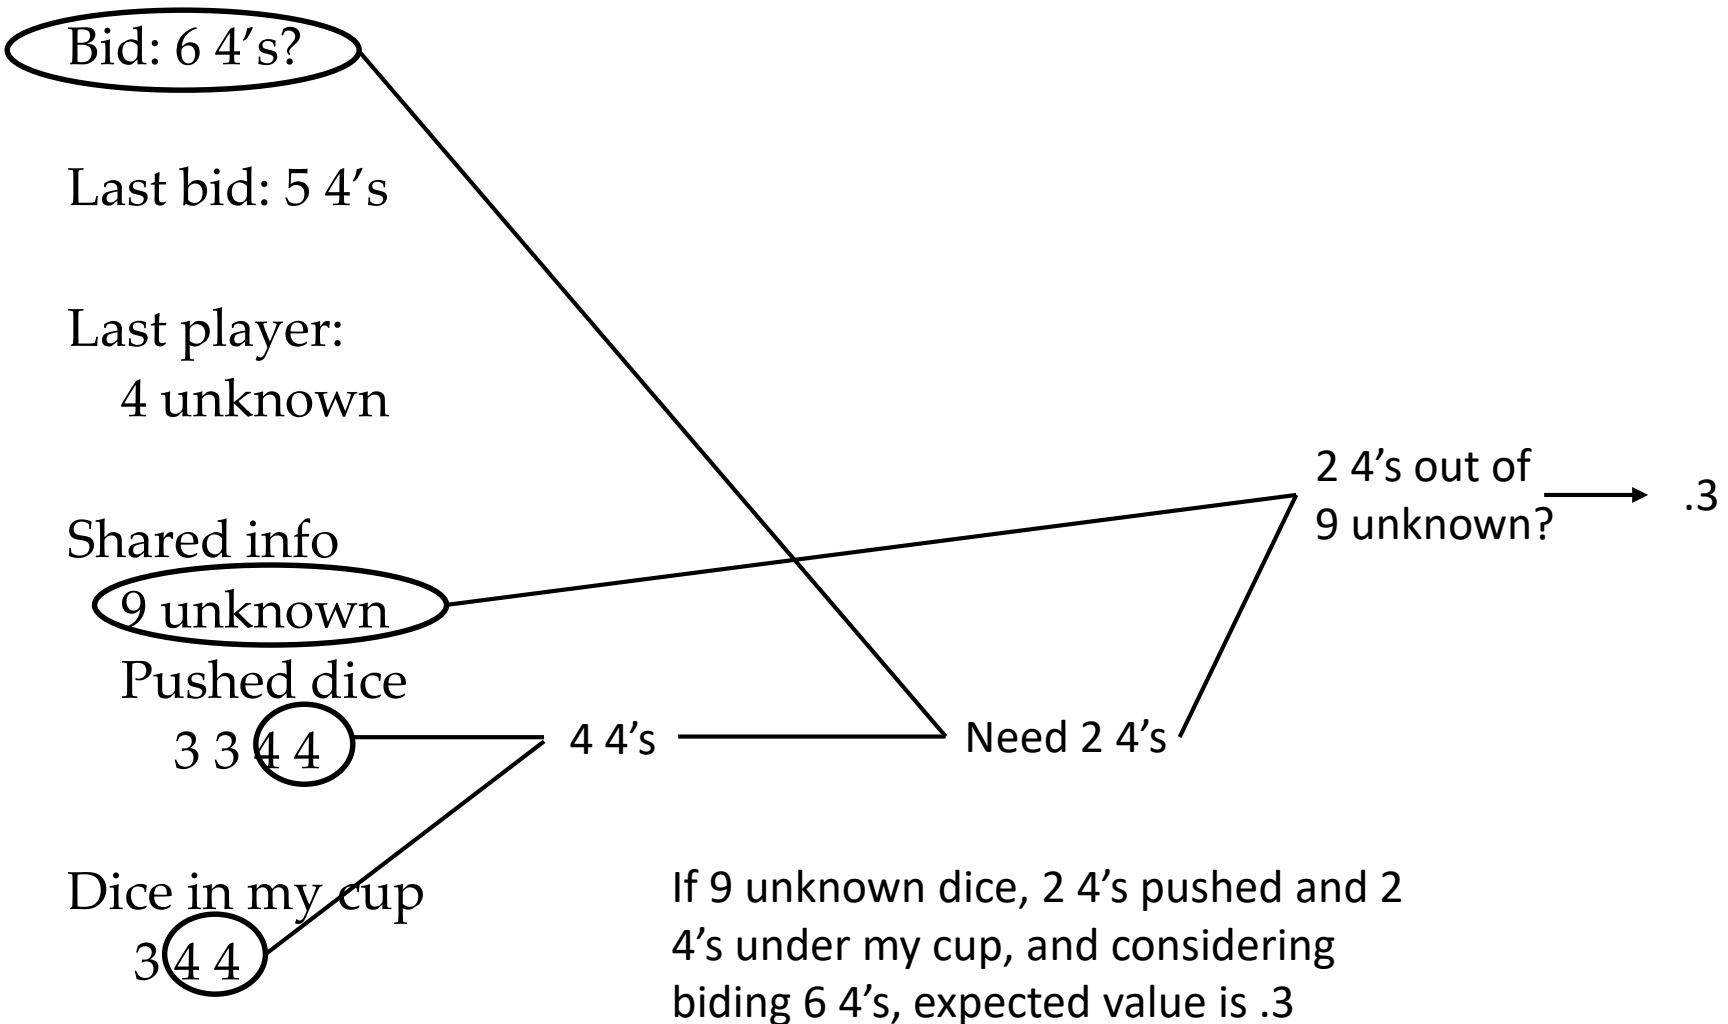 Bid: 6 4’s?
Last bid: 5 4’s
Last player:
4 unknown
Shared info
9 unknown
Pushed dice
3 3 4 4
Dice in my cup
3 4 4
4 4’s
Need 2 4’s
2 4’s out of
9 unknown?
.3
If 9 unknown dice, 2 4’s pushed and 2
4’s under my cup, and considering
biding 6 4’s, expected value is .3